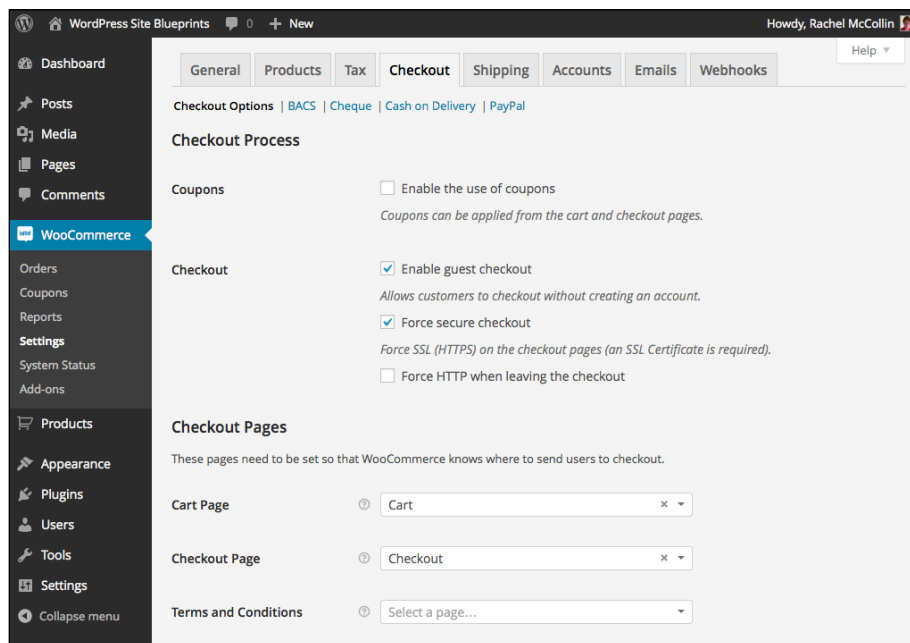 WordPress Site Blueprints 0 + New Howdy, Rachel McCollin
Help
Dashboard
Posts
Media
Pages
Comments
WOO WooCommerce
Orders
Coupons
Reports
Settings
System Status
Add-ons
Products
Appearance
Plugins
Users
Tools
Settings
Collapse menu
General Products Tax Checkout Shipping Accounts Emails Webhooks
Checkout Options | BACS | Cheque | Cash on Delivery | PayPal
Checkout Process
Coupons
Enable the use of coupons
Coupons can be applied from the cart and checkout pages.
Checkout
Enable guest checkout
Allows customers to checkout without creating an account.
Force secure checkout
Force SSL (HTTPS) on the checkout pages (an SSL Certificate is required).
Force HTTP when leaving the checkout
Checkout Pages
These pages need to be set so that WooCommerce knows where to send users to checkout.
Cart Page ? Cart ×
Checkout Page ? Checkout ×
Terms and Conditions ? Select a page...